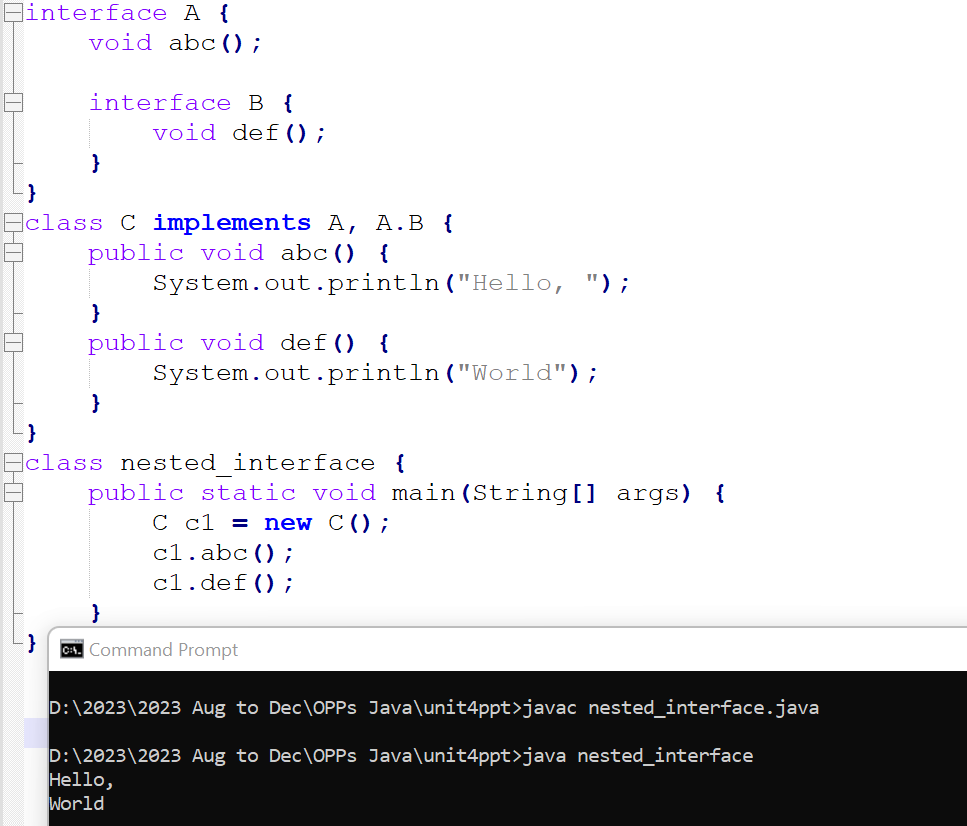 interface A {
    void abc();
    interface B {
        void def();
    }
}
class C implements A, A.B {
    public void abc() {
        System.out.println("Hello, ");
    }
    public void def() {
        System.out.println("World");
    }
}
class nested_interface {
    public static void main(String[] args) {
        C c1 = new C();
        c1.abc();
        c1.def();
    }
}
C:\. Command Prompt
D:\2023\2023 Aug to Dec\OPPs Java\unit4ppt>javac nested_interface.java
D:\2023\2023 Aug to Dec\OPPs Java\unit4ppt>java nested_interface
Hello,
World